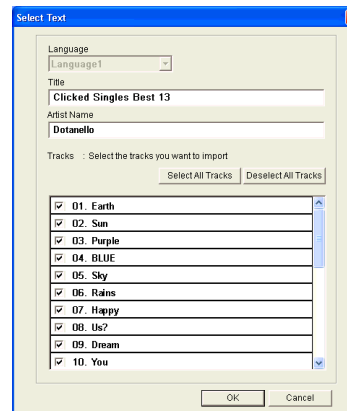 Select Text
Language
Language1
Title
Clicked Singles Best 13
Artist Name
Dotanello
Tracks : Select the tracks you want to import
Select All Tracks Deselect All Tracks
01. Earth
02. Sun
03. Purple
04. BLUE
05. Sky
06. Rains
07. Happy
08. Us?
09. Dream
10. You
OK Cancel